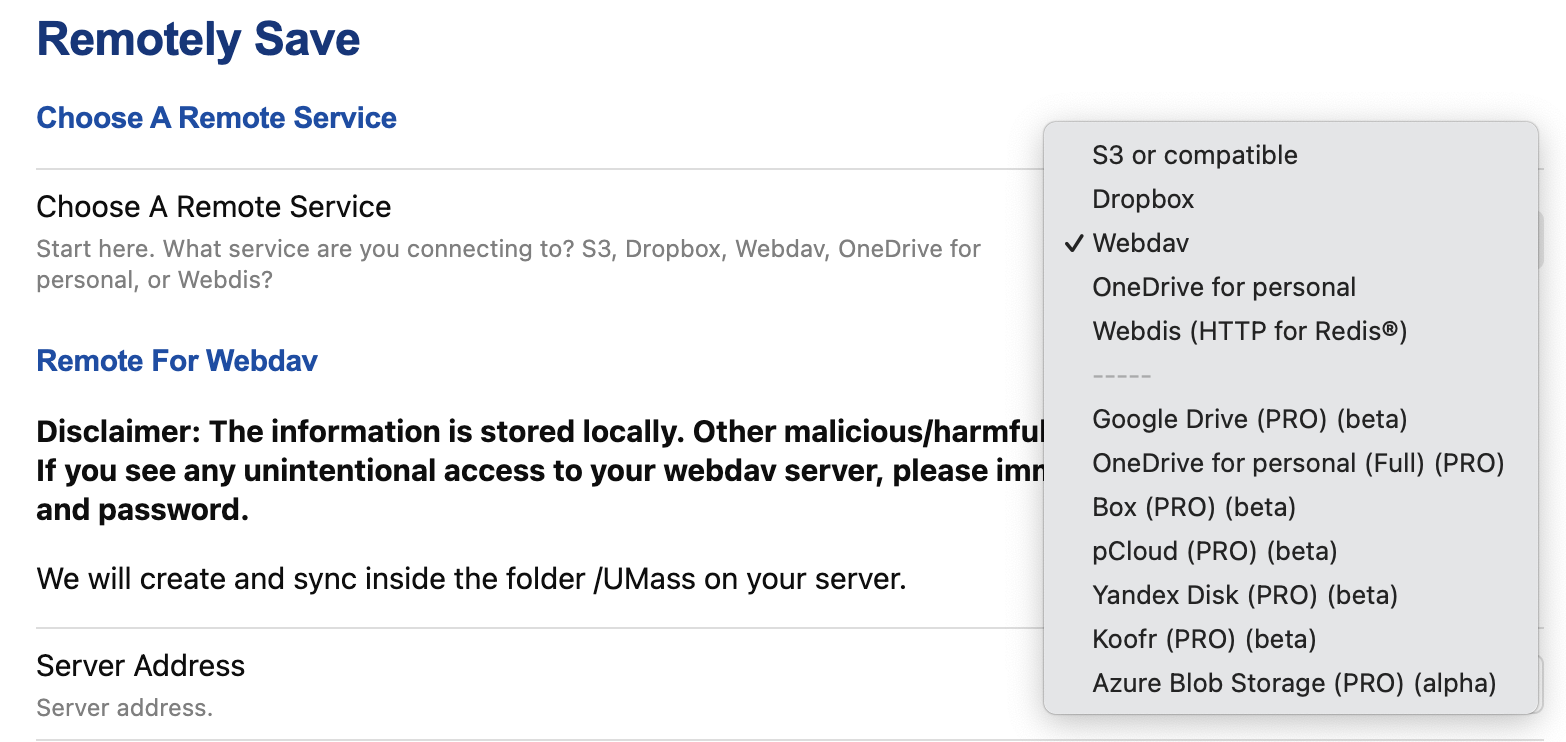 Remotely Save
Choose A Remote Service
Choose A Remote Service
Start here. What service are you connecting to? S3, Dropbox, Webdav, OneDrive for
personal, or Webdis?
Remote For Webdav
Disclaimer: The information is stored locally. Other malicious/harmful
If you see any unintentional access to your webdav server, please
and password.
We will create and sync inside the folder /UMass on your server.
Server Address
Server address.
S3 or compatible
Dropbox
✓ Webdav
OneDrive for personal
Webdis (HTTP for Redis®)
-----
Google Drive (PRO) (beta)
OneDrive for personal (Full) (PRO)
Box (PRO) (beta)
pCloud (PRO) (beta)
Yandex Disk (PRO) (beta)
Koofr (PRO) (beta)
Azure Blob Storage (PRO) (alpha)